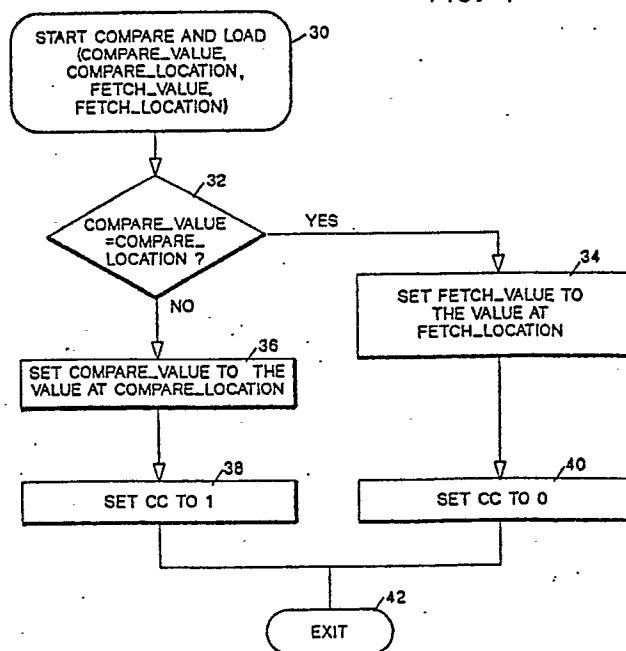 START COMPARE AND LOAD
(COMPARE_VALUE,
COMPARE_LOCATION,
FETCH_VALUE,
FETCH_LOCATION)
30
32
COMPARE_VALUE
=COMPARE_
LOCATION ?
YES
NO
34
SET FETCH_VALUE TO
THE VALUE AT
FETCH_LOCATION
36
SET COMPARE_VALUE TO THE
VALUE AT COMPARE_LOCATION
38
SET CC TO 1
40
SET CC TO 0
42
EXIT